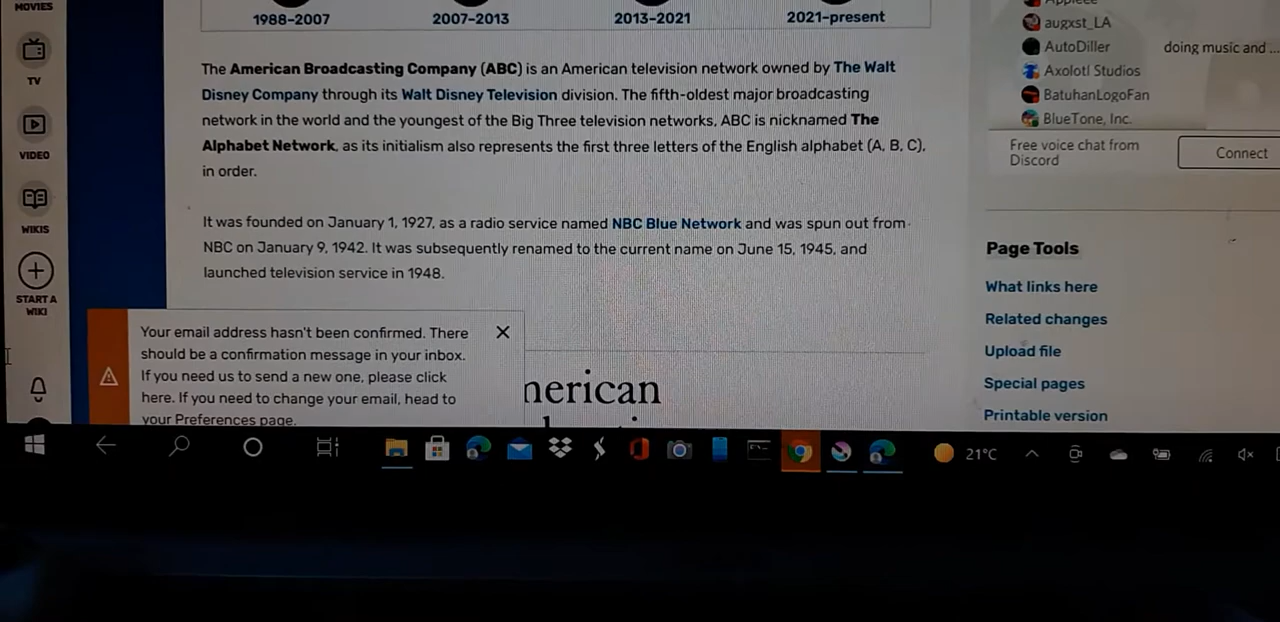 MOVIES
TV
VIDEO
WIKIS
START A
WIKI
1988–2007
2007–2013
2013–2021
2021–present
The American Broadcasting Company (ABC) is an American television network owned by The Walt
Disney Company through its Walt Disney Television division. The fifth-oldest major broadcasting
network in the world and the youngest of the Big Three television networks, ABC is nicknamed The
Alphabet Network, as its initialism also represents the first three letters of the English alphabet (A, B, C),
in order.
It was founded on January 1, 1927, as a radio service named NBC Blue Network and was spun out from
NBC on January 9, 1942. It was subsequently renamed to the current name on June 15, 1945, and
launched television service in 1948.
Your email address hasn't been confirmed. There
should be a confirmation message in your inbox.
If you need us to send a new one, please click
here. If you need to change your email, head to
your Preferences page.
nerican
augxst_LA
AutoDiller
doing music and ...
Axolotl Studios
BatuhanLogoFan
BlueTone, Inc.
Free voice chat from
Discord
Connect
Page Tools
What links here
Related changes
Upload file
Special pages
Printable version
21°C